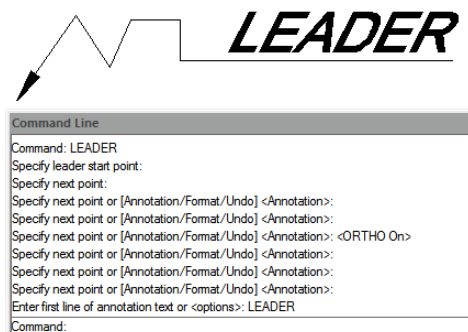 LEADER
Command Line
Command: LEADER
Specify leader start point:
Specify next point:
Specify next point or [Annotation/Format/Undo] <Annotation>:
Specify next point or [Annotation/Format/Undo] <Annotation>:
Specify next point or [Annotation/Format/Undo] <Annotation>: <ORTHO On>
Specify next point or [Annotation/Format/Undo] <Annotation>:
Specify next point or [Annotation/Format/Undo] <Annotation>:
Specify next point or [Annotation/Format/Undo] <Annotation>:
Enter first line of annotation text or <options>: LEADER
Command: